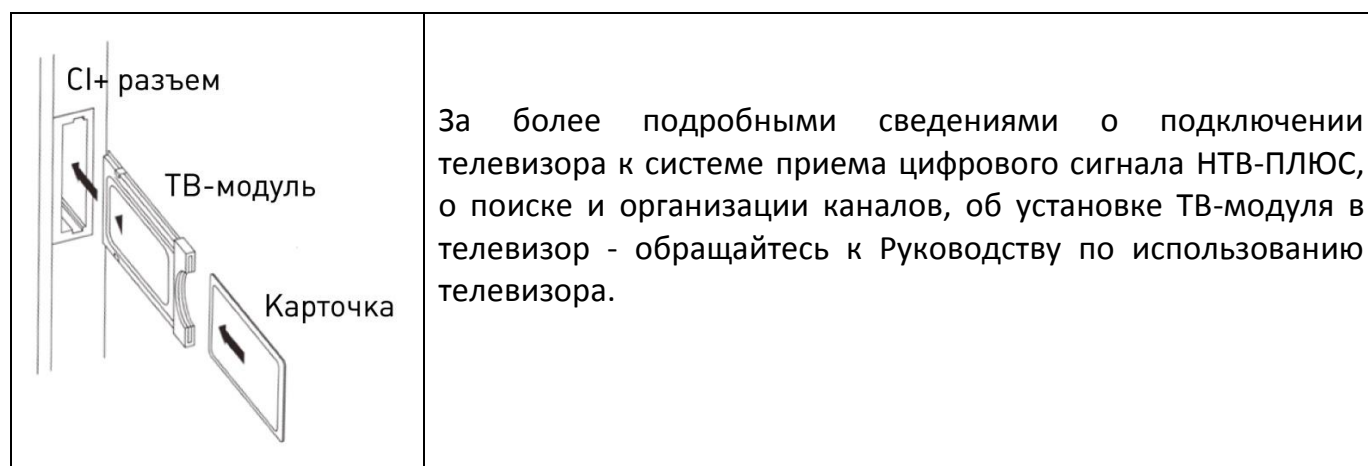 CI+ разъем
ТВ-модуль
Карточка
За более подробными сведениями о подключении
телевизора к системе приема цифрового сигнала НТВ-ПЛЮС,
о поиске и организации каналов, об установке ТВ-модуля в
телевизор - обращайтесь к Руководству по использованию
телевизора.